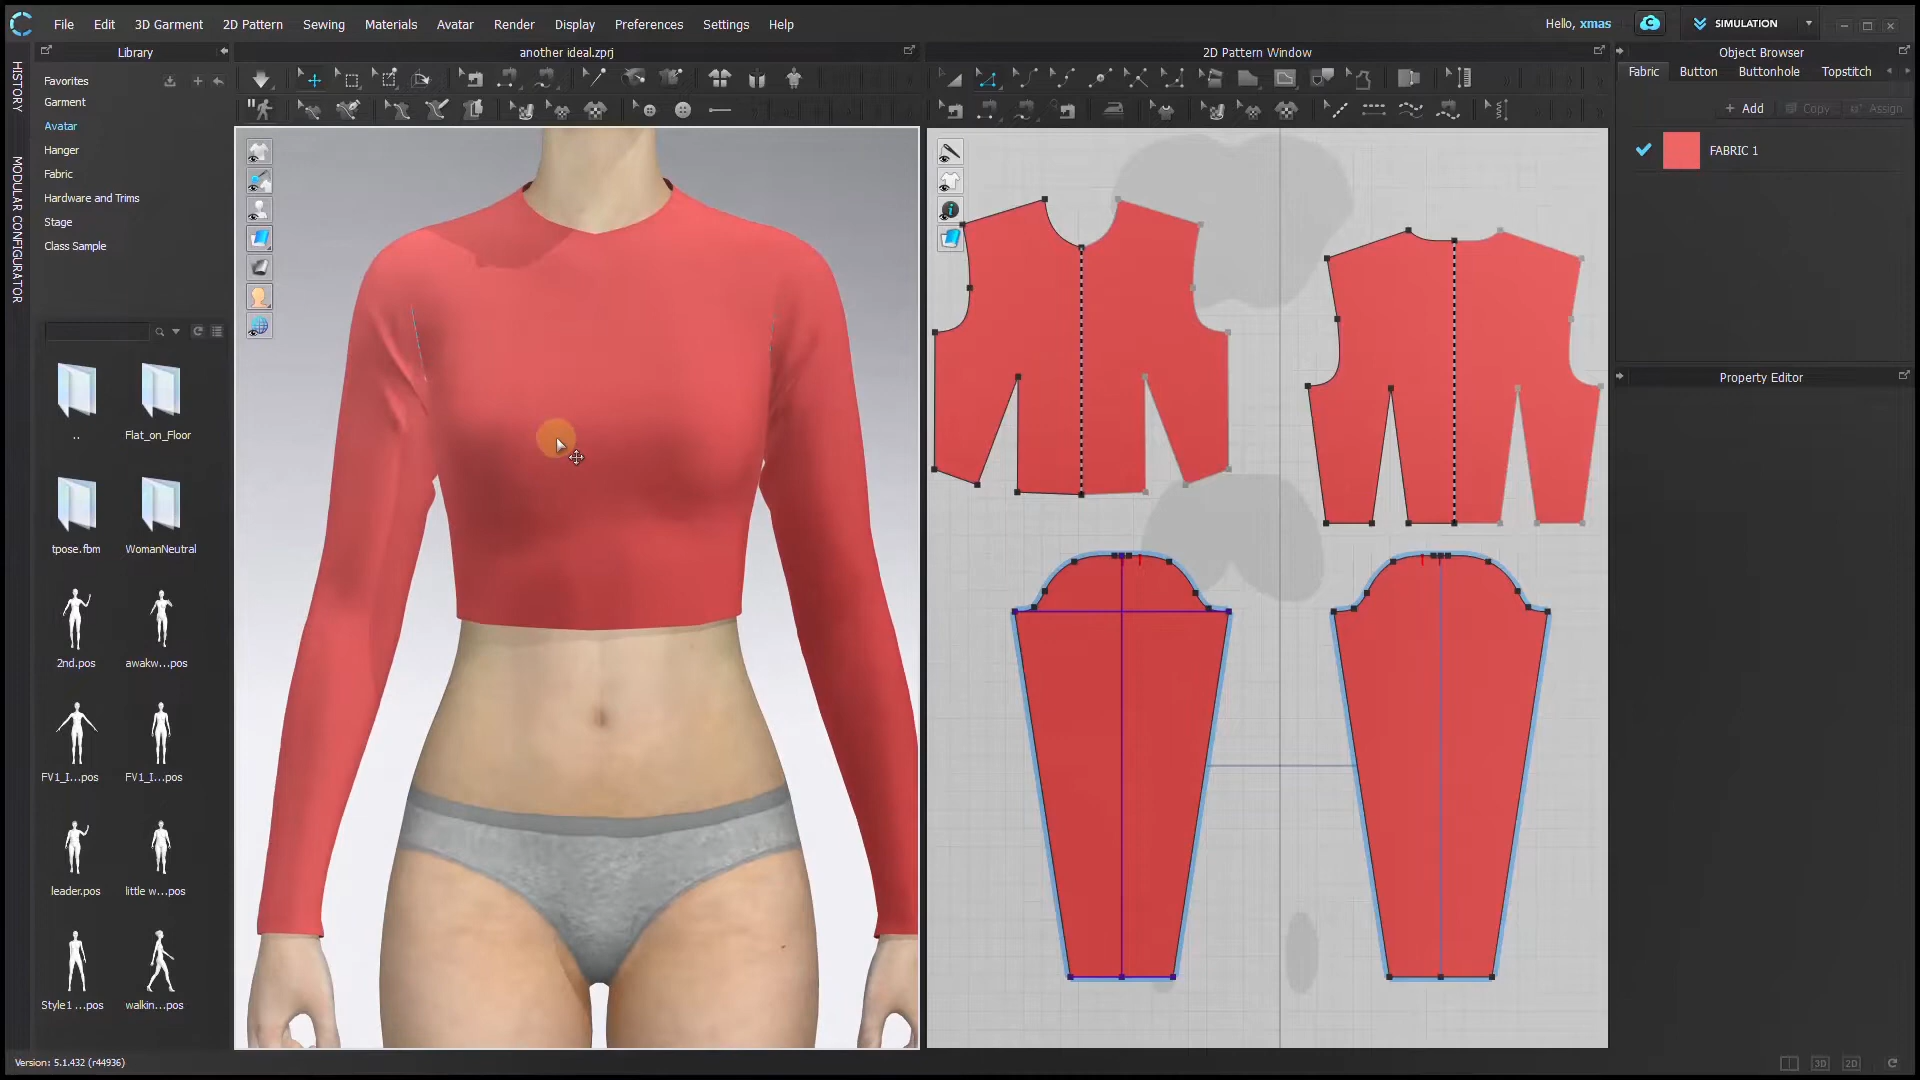 File Edit 3D Garment 2D Pattern Sewing Materials Avatar Render Display Preferences Settings Help
Hello, xmas
SIMULATION
Library
another ideal.zprj
2D Pattern Window
Object Browser
HISTORY
MODULAR CONFIGURATOR
Favorites
Garment
Avatar
Hanger
Fabric
Hardware and Trims
Stage
Class Sample
Fabric Button Buttonhole Topstitch
+ Add Copy Assign
FABRIC 1
Property Editor
.. Flat_on_Floor
tpose.fbm WomanNeutral
2nd.pos awakw...pos
FV1_I...pos FV1_I...pos
leader.pos little w...pos
Style1 ...pos walkin...pos
Version: 5.1.432 (r44936)
3D 2D